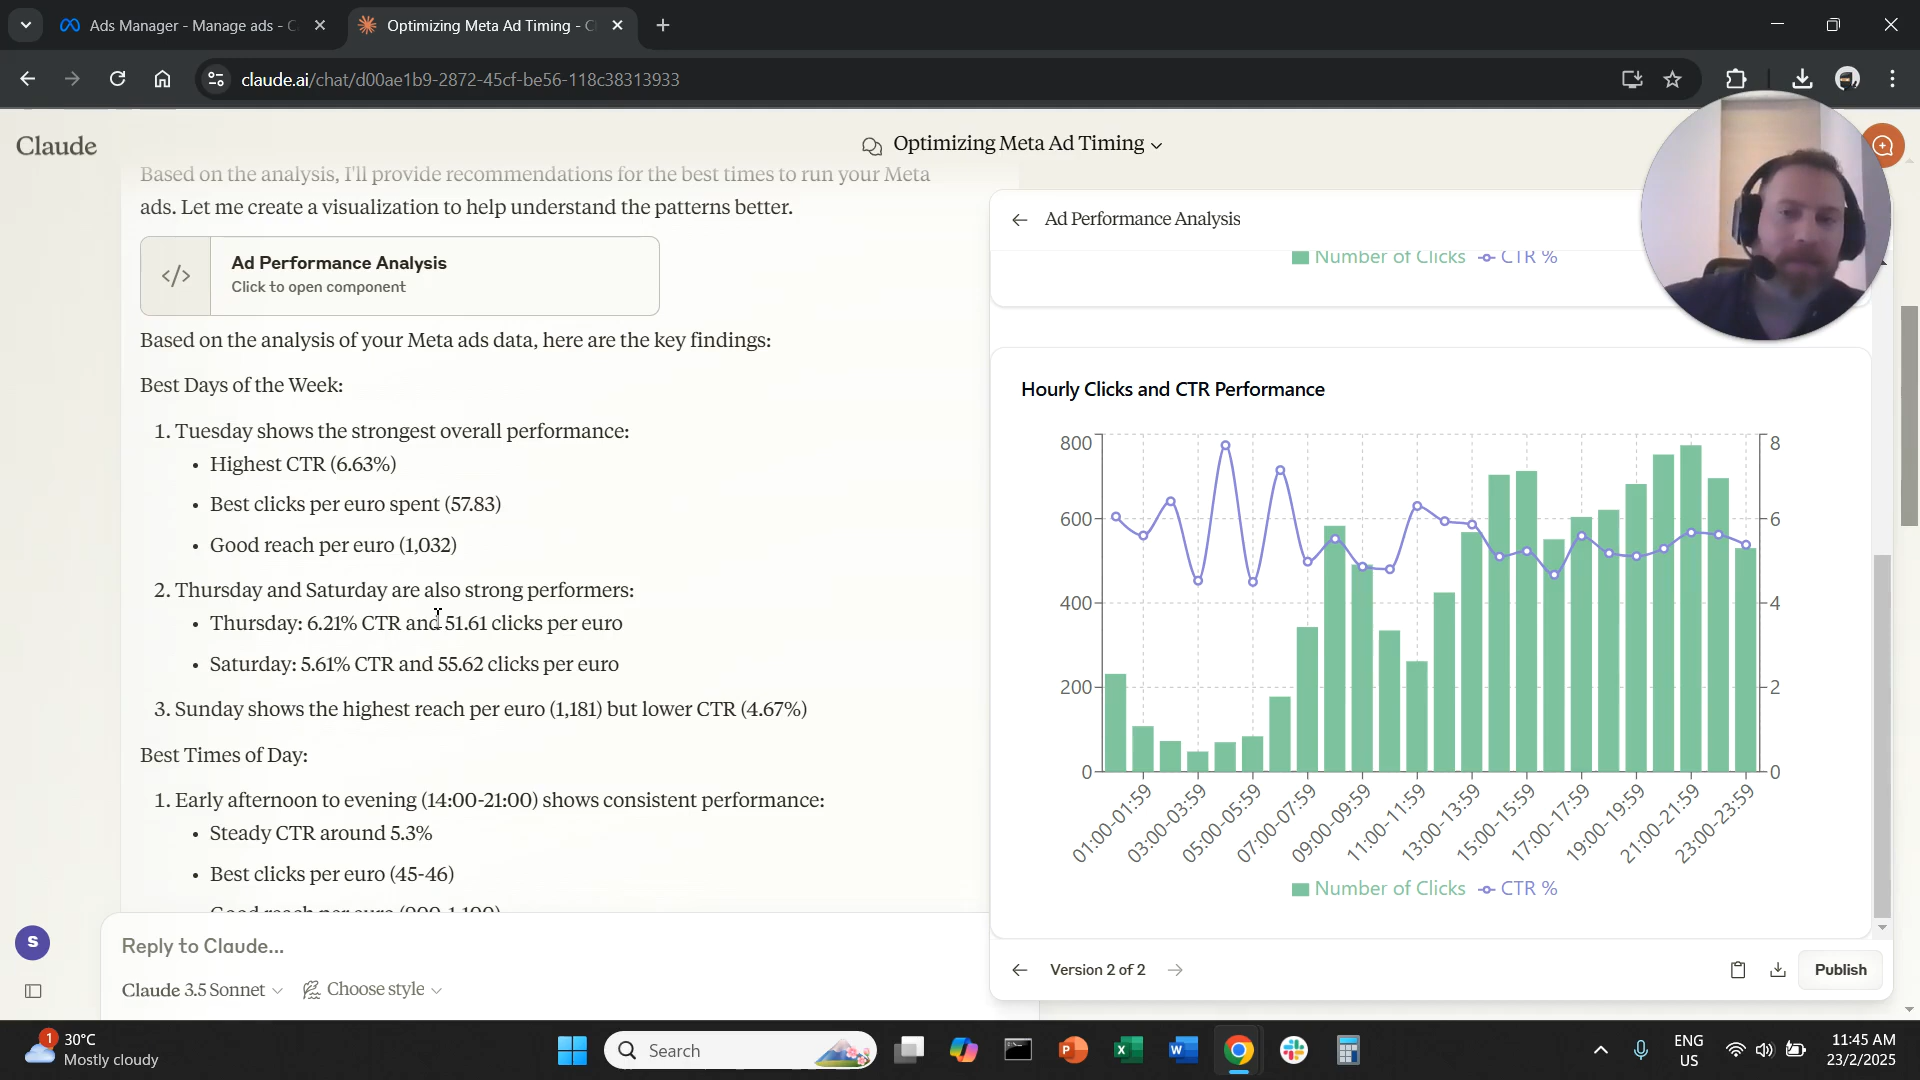 Ads Manager - Manage ads - C
Optimizing Meta Ad Timing - C
claude.ai/chat/d00ae1b9-2872-45cf-be56-118c38313933
Claude
Optimizing Meta Ad Timing
Based on the analysis, I'll provide recommendations for the best times to run your Meta
ads. Let me create a visualization to help understand the patterns better.
</>
Ad Performance Analysis
Click to open component
Based on the analysis of your Meta ads data, here are the key findings:
Best Days of the Week:
1. Tuesday shows the strongest overall performance:
• Highest CTR (6.63%)
• Best clicks per euro spent (57.83)
• Good reach per euro (1,032)
2. Thursday and Saturday are also strong performers:
• Thursday: 6.21% CTR and 51.61 clicks per euro
• Saturday: 5.61% CTR and 55.62 clicks per euro
3. Sunday shows the highest reach per euro (1,181) but lower CTR (4.67%)
Best Times of Day:
1. Early afternoon to evening (14:00-21:00) shows consistent performance:
• Steady CTR around 5.3%
• Best clicks per euro (45-46)
Good reach per euro (900-1,100)
S
Reply to Claude...
Claude 3.5 Sonnet
Choose style
Ad Performance Analysis
Number of Clicks
CTR %
Hourly Clicks and CTR Performance
800
600
400
200
0
8
6
4
2
0
01:00-01:59
03:00-03:59
05:00-05:59
07:00-07:59
09:00-09:59
11:00-11:59
13:00-13:59
15:00-15:59
17:00-17:59
19:00-19:59
21:00-21:59
23:00-23:59
Number of Clicks
CTR %
Version 2 of 2
Publish
1
30°C
Mostly cloudy
Search
P
X
W
ENG
US
11:45 AM
23/2/2025